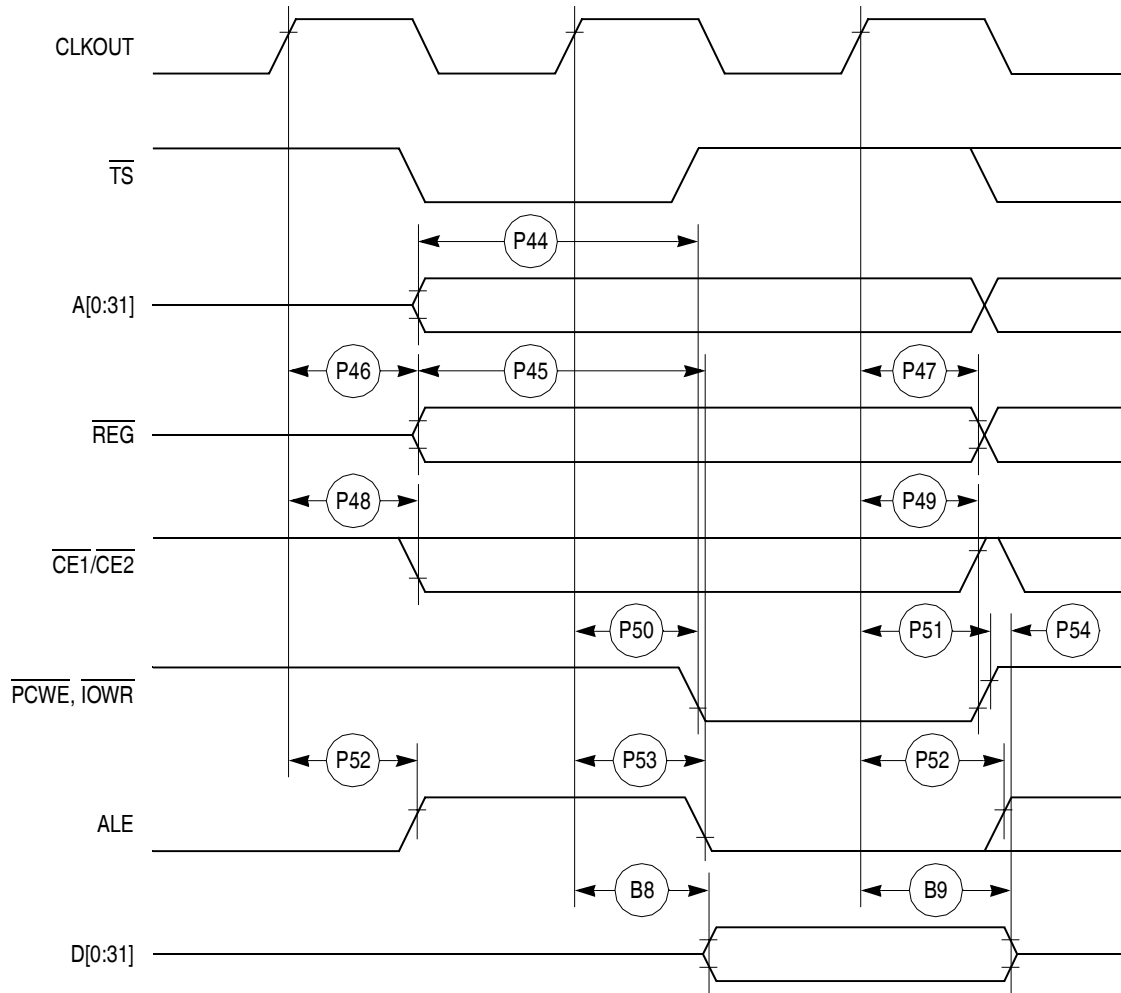 CLKOUT
TS
P44
A[0:31]
P46 P45 P47
REG
P48 P49
CE1/CE2
P50 P51 P54
PCWE, IOWR
P52 P53 P52
ALE
B8 B9
D[0:31]